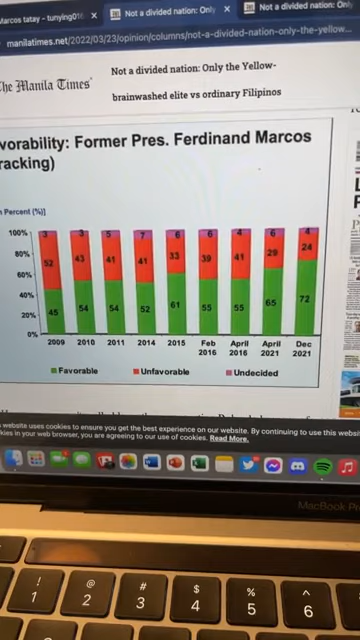 Marcos tatay - tunying01
Not a divided nation: Only
Not a divided nation: Only
manilatimes.net/2022/03/23/opinion/columns/not-a-divided-nation-only-the-yellow...
The Manila Times
Not a divided nation: Only the Yellow-
brainwashed elite vs ordinary Filipinos
vorability: Former Pres. Ferdinand Marcos
racking)
n Percent (%)]
100% 3 3 5 7 6 6 4 6 4
80%
60%
40%
20%
0%
52 43 41 41 33 39 41 29 24
45 54 54 52 61 55 55 65 72
2009 2010 2011 2014 2015 Feb 2016 April 2016 April 2021 Dec 2021
Favorable Unfavorable Undecided
website uses cookies to ensure you get the best experience on our website. By continuing to use this websi
kies in your web browser, you are agreeing to our use of cookies. Read More.
MacBook Pr
! @ # $ % ^
1 2 3 4 5 6